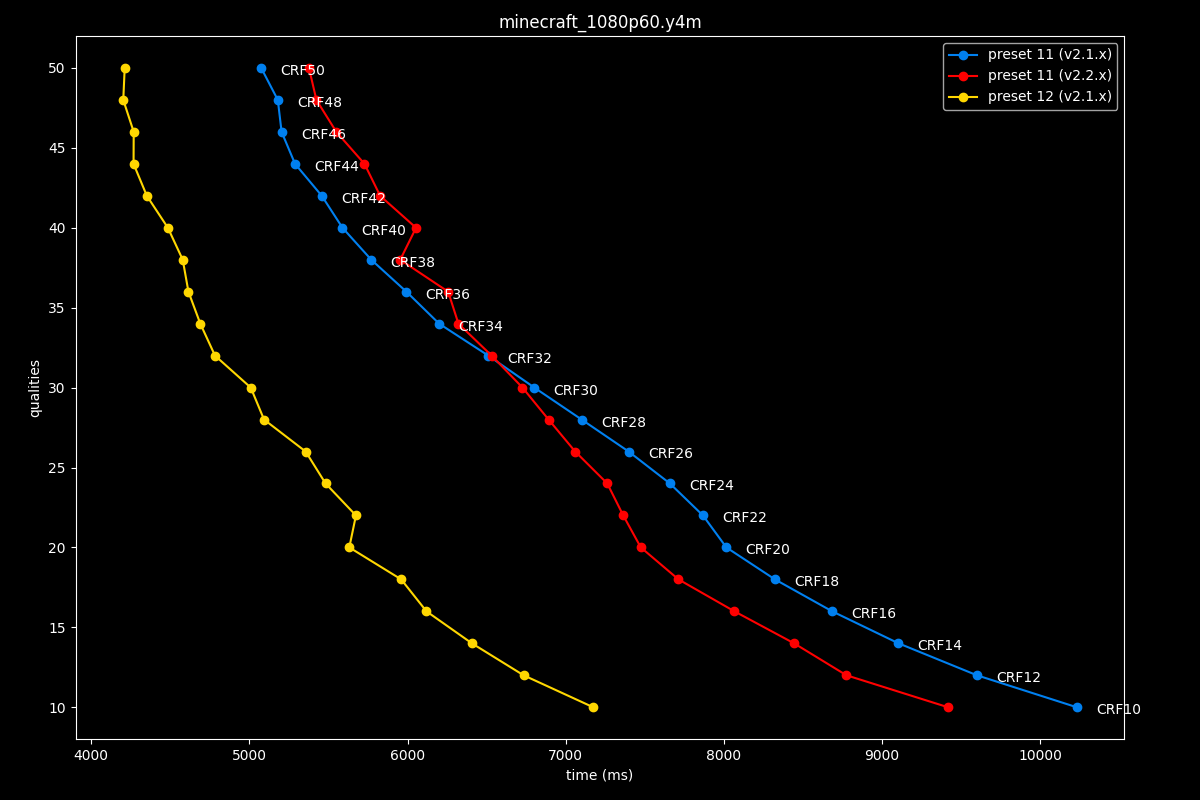 minecraft_1080p60.y4m
preset 11 (v2.1.x)
preset 11 (v2.2.x)
preset 12 (v2.1.x)
50
45
40
35
30
25
20
15
10
qualities
CRF50
CRF48
CRF46
CRF44
CRF42
CRF40
CRF38
CRF36
CRF34
CRF32
CRF30
CRF28
CRF26
CRF24
CRF22
CRF20
CRF18
CRF16
CRF14
CRF12
CRF10
4000 5000 6000 7000 8000 9000 10000
time (ms)